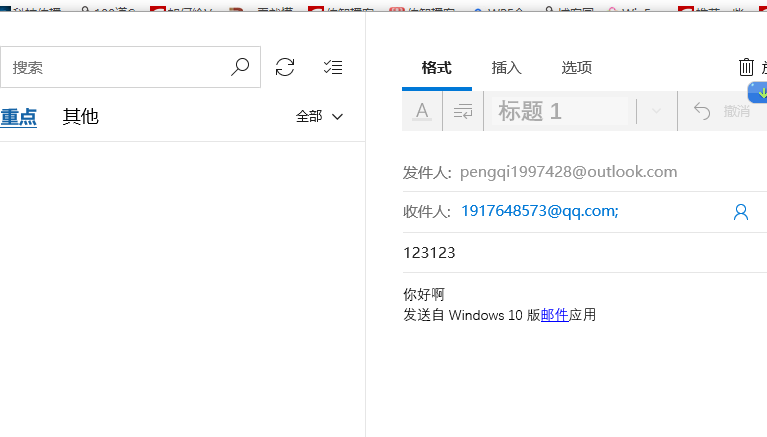 搜索
重点 其他 全部
格式 插入 选项
A 标题 1 撤消
发件人: pengqi1997428@outlook.com
收件人: 1917648573@qq.com;
123123
你好啊
发送自 Windows 10 版邮件应用